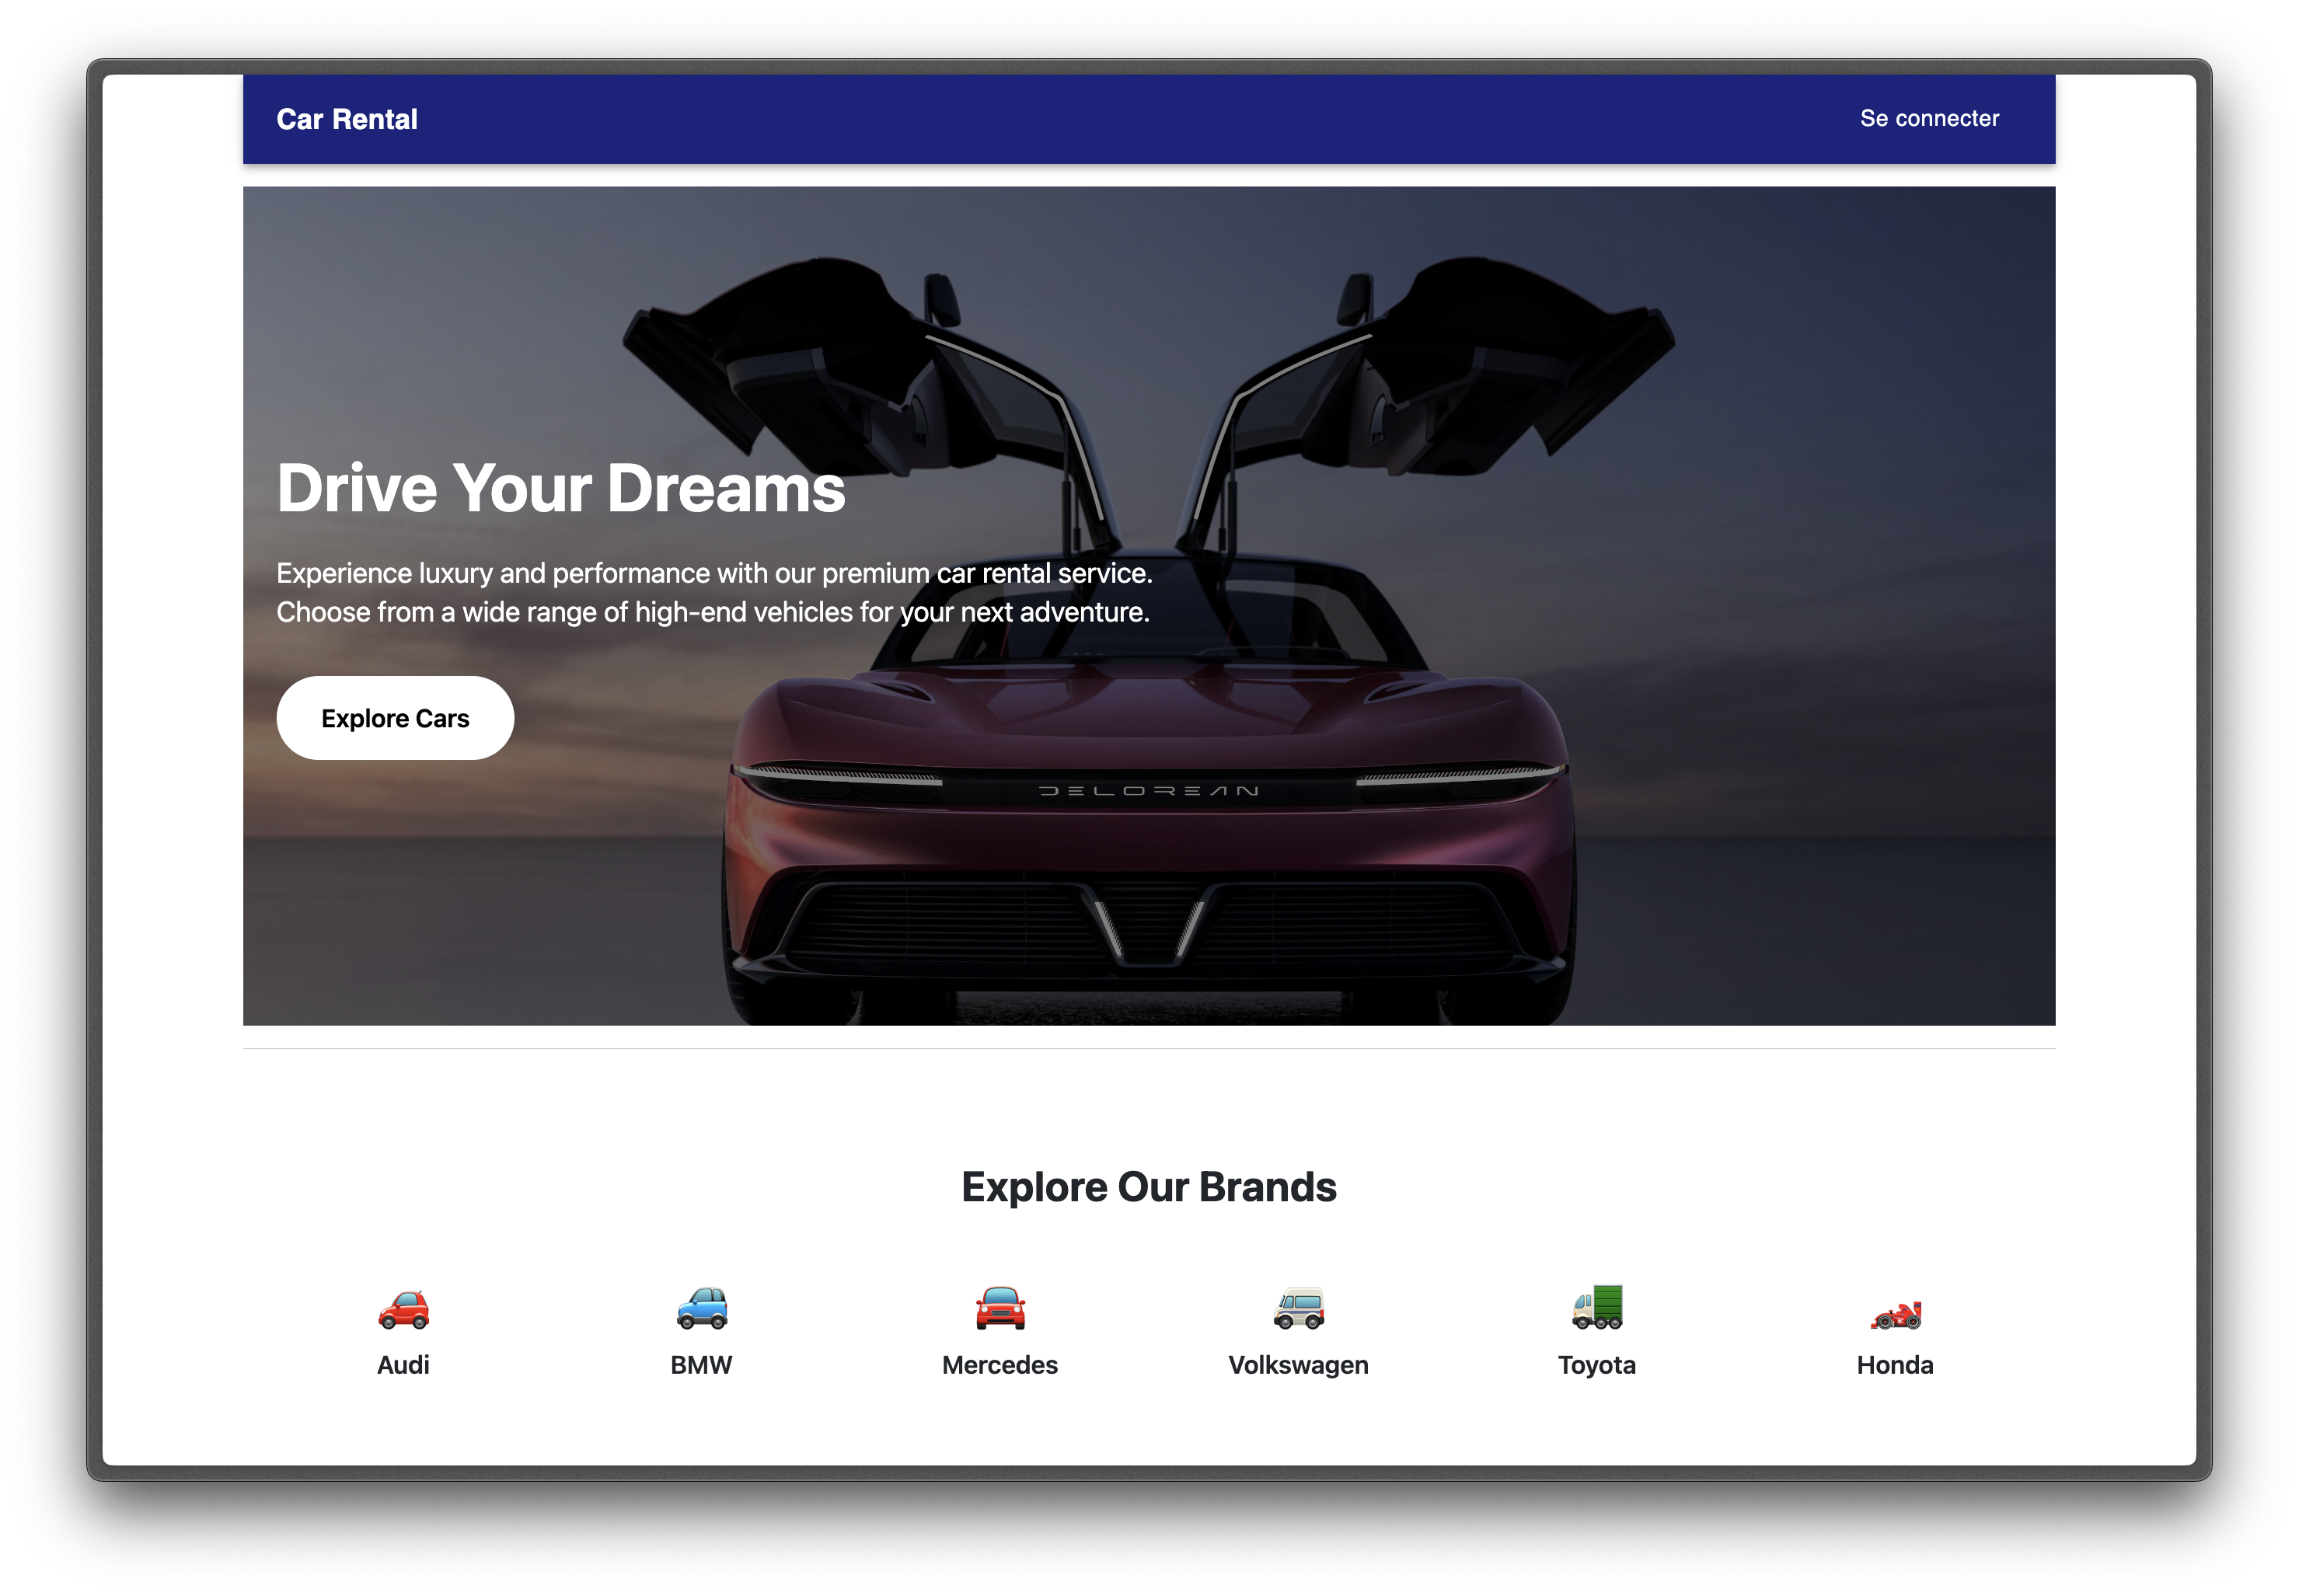 Car Rental
Se connecter
Drive Your Dreams
Experience luxury and performance with our premium car rental service.
Choose from a wide range of high-end vehicles for your next adventure.
Explore Cars
DELOREAN
Explore Our Brands
Audi
BMW
Mercedes
Volkswagen
Toyota
Honda